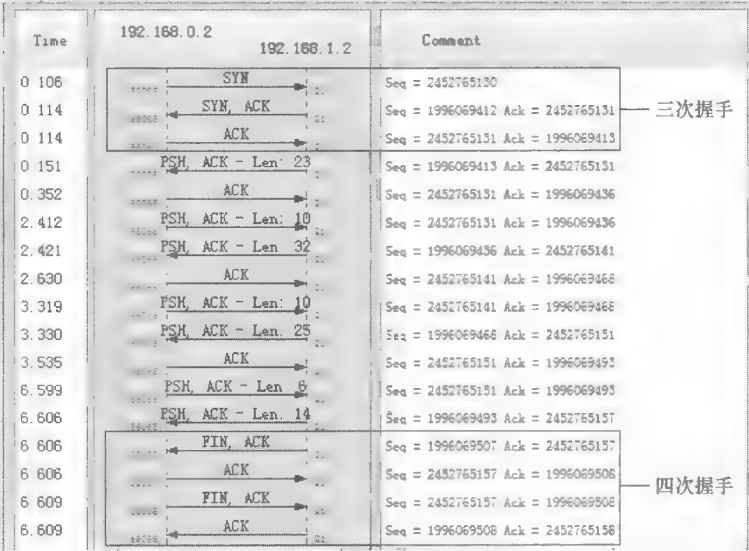 Time 192.168.0.2 192.168.1.2 Comment
0 106 SYN Seq = 2452765130
0 114 SYN, ACK Seq = 1996069412 Ack = 2452765131 三次握手
0 114 ACK Seq = 2452765131 Ack = 1996069413
0 151 PSH, ACK - Len: 23 Seq = 1996069413 Ack = 2452765131
0.352 ACK Seq = 2452765131 Ack = 1996069436
2.412 PSH, ACK - Len: 10 Seq = 2452765131 Ack = 1996069436
2.421 PSH, ACK - Len 32 Seq = 1996069436 Ack = 2452765141
2.630 ACK Seq = 2452765141 Ack = 1996069468
3.319 PSH, ACK - Len: 10 Seq = 2452765141 Ack = 1996069468
3.330 PSH, ACK - Len. 25 Seq = 1996069468 Ack = 2452765151
3.535 ACK Seq = 2452765151 Ack = 1996069493
6.599 PSH, ACK - Len 6 Seq = 2452765151 Ack = 1996069493
6.606 PSH, ACK - Len. 14 Seq = 1996069493 Ack = 2452765157
6 606 FIN, ACK Seq = 1996069507 Ack = 2452765157
6 606 ACK Seq = 2452765157 Ack = 1996069508 四次握手
6 609 FIN, ACK Seq = 2452765157 Ack = 1996069508
6.609 ACK Seq = 1996069508 Ack = 2452765158